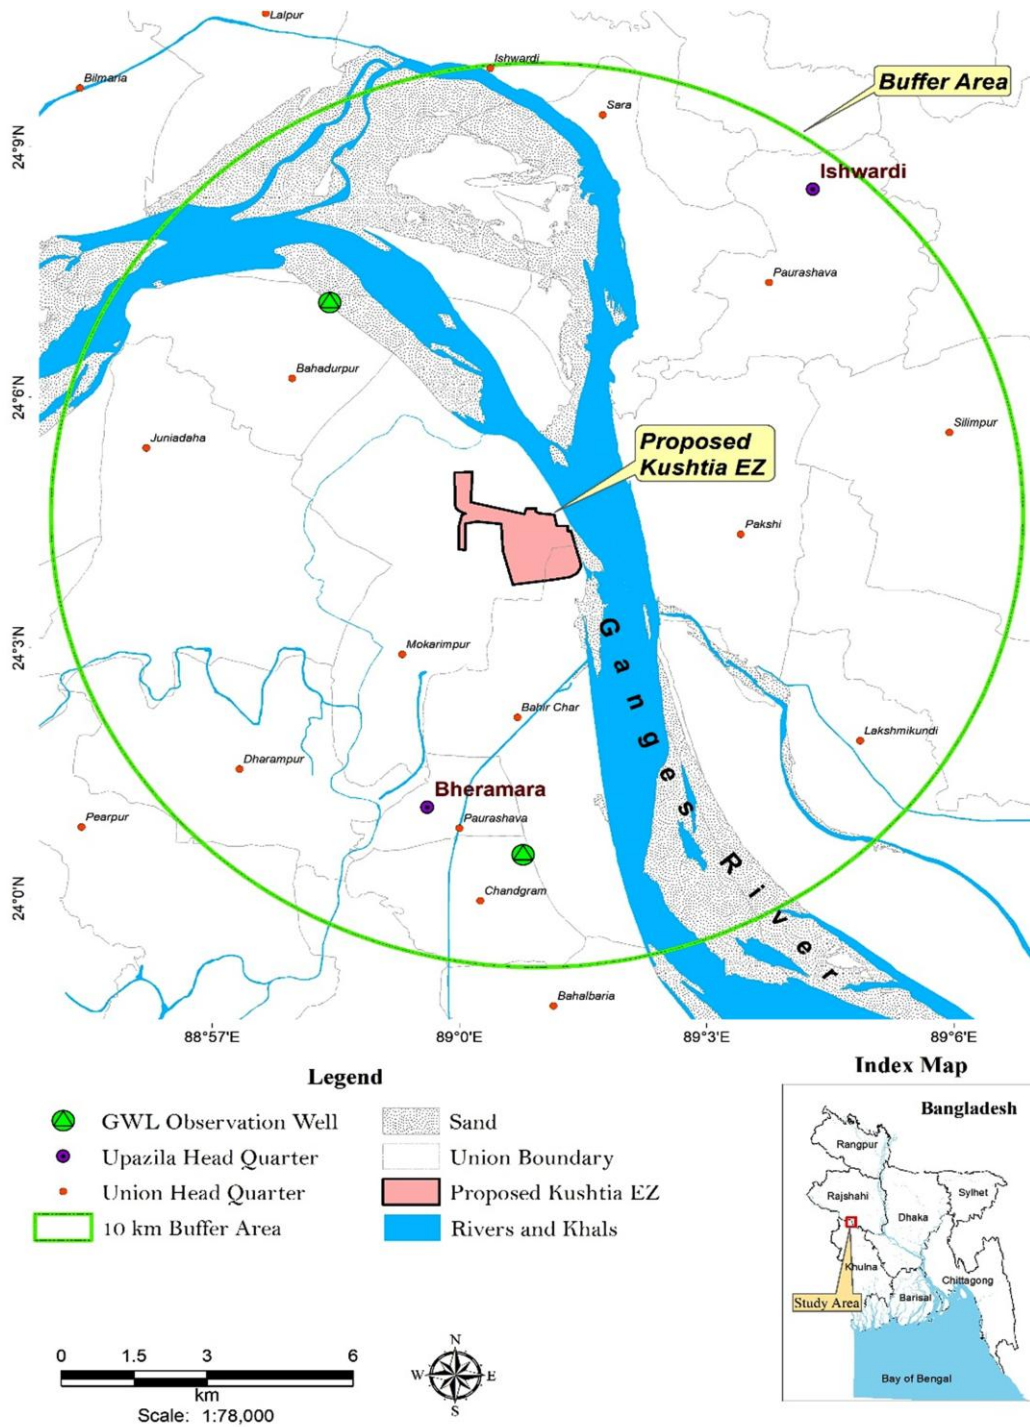 Lalpur
Ishwardi
Bilmaria
Buffer Area
Sara
24°9'N
Ishwardi
Paurashava
Bahadurpur
24°6'N
Silimpur
Juniadaha
Proposed
Kushtia EZ
Pakshi
24°3'N
Mokarimpur
Ganges River
Bahir Char
Lakshmikundi
Dharampur
Bheramara
Pearpur
Paurashava
24°0'N
Chandgram
Bahalbaria
88°57'E 89°0'E 89°3'E 89°6'E
Legend
GWL Observation Well
Upazila Head Quarter
Union Head Quarter
10 km Buffer Area
Sand
Union Boundary
Proposed Kushtia EZ
Rivers and Khals
0 1.5 3 6
km
Scale: 1:78,000
N
W E
S
Index Map
Bangladesh
Rangpur
Rajshahi
Sylhet
Dhaka
Khulna
Chittagong
Barisal
Study Area
Bay of Bengal